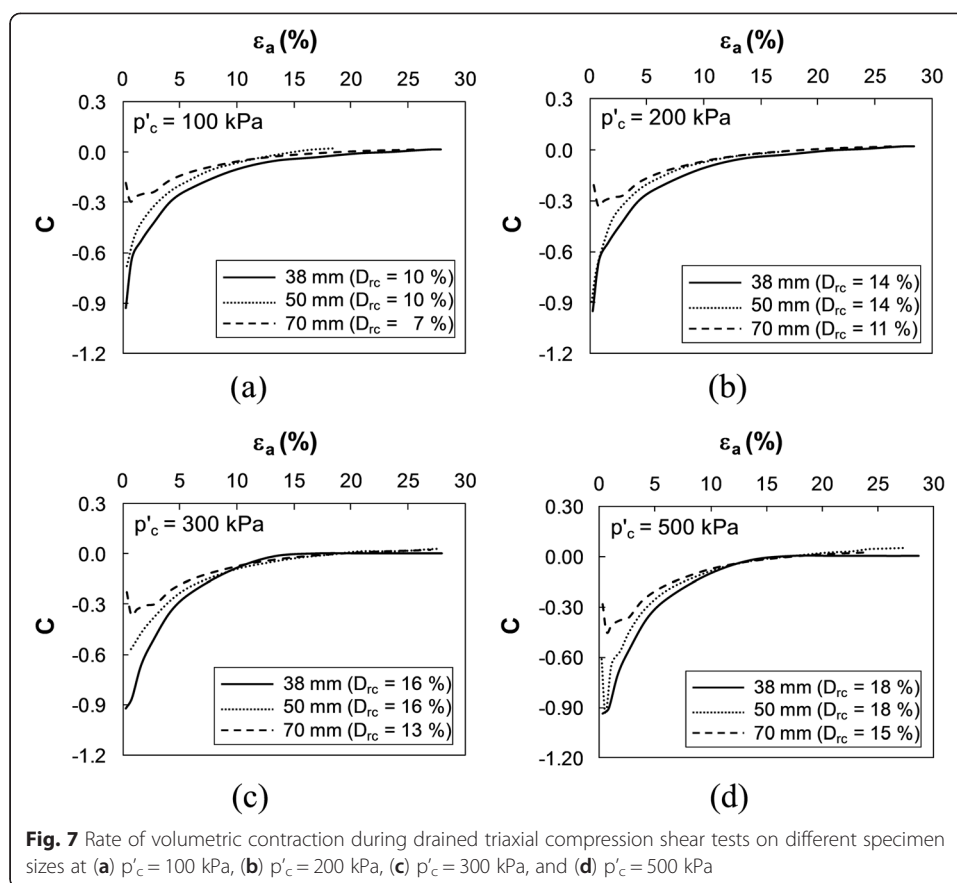 εa (%)
0 5 10 15 20 25 30
0.3
0.0
-0.3
-0.6
-0.9
-1.2
C
p'c = 100 kPa
38 mm (Drc = 10 %)
50 mm (Drc = 10 %)
70 mm (Drc = 7 %)
(a)
εa (%)
0 5 10 15 20 25 30
0.3
0.0
-0.3
-0.6
-0.9
-1.2
C
p'c = 200 kPa
38 mm (Drc = 14 %)
50 mm (Drc = 14 %)
70 mm (Drc = 11 %)
(b)
εa (%)
0 5 10 15 20 25 30
0.3
0.0
-0.3
-0.6
-0.9
-1.2
C
p'c = 300 kPa
38 mm (Drc = 16 %)
50 mm (Drc = 16 %)
70 mm (Drc = 13 %)
(c)
εa (%)
0 5 10 15 20 25 30
0.30
0.00
-0.30
-0.60
-0.90
-1.20
C
p'c = 500 kPa
38 mm (Drc = 18 %)
50 mm (Drc = 18 %)
70 mm (Drc = 15 %)
(d)
Fig. 7 Rate of volumetric contraction during drained triaxial compression shear tests on different specimen
sizes at (a) p'c = 100 kPa, (b) p'c = 200 kPa, (c) p'c = 300 kPa, and (d) p'c = 500 kPa